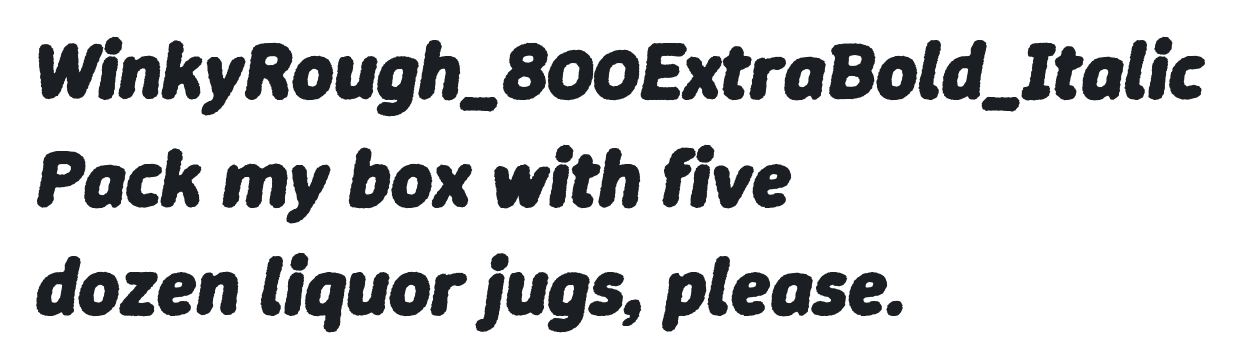 WinkyRough_800ExtraBold_Italic
Pack my box with five
dozen liquor jugs, please.